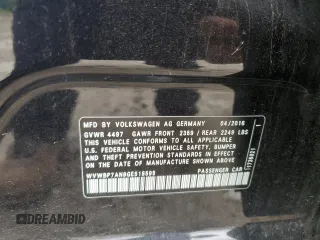 MFD BY VOLKSWAGEN AG GERMANY 04/2016
GVWR 4497 GAWR FRONT 2369 / REAR 2249 LBS
THIS VEHICLE CONFORMS TO ALL APPLICABLE
U.S. FEDERAL MOTOR VEHICLE SAFETY, BUMPER
AND THEFT PREVENTION STANDARDS IN EFFECT
ON THE DATE OF MANUFACTURE SHOWN ABOVE
PASSENGER CAR